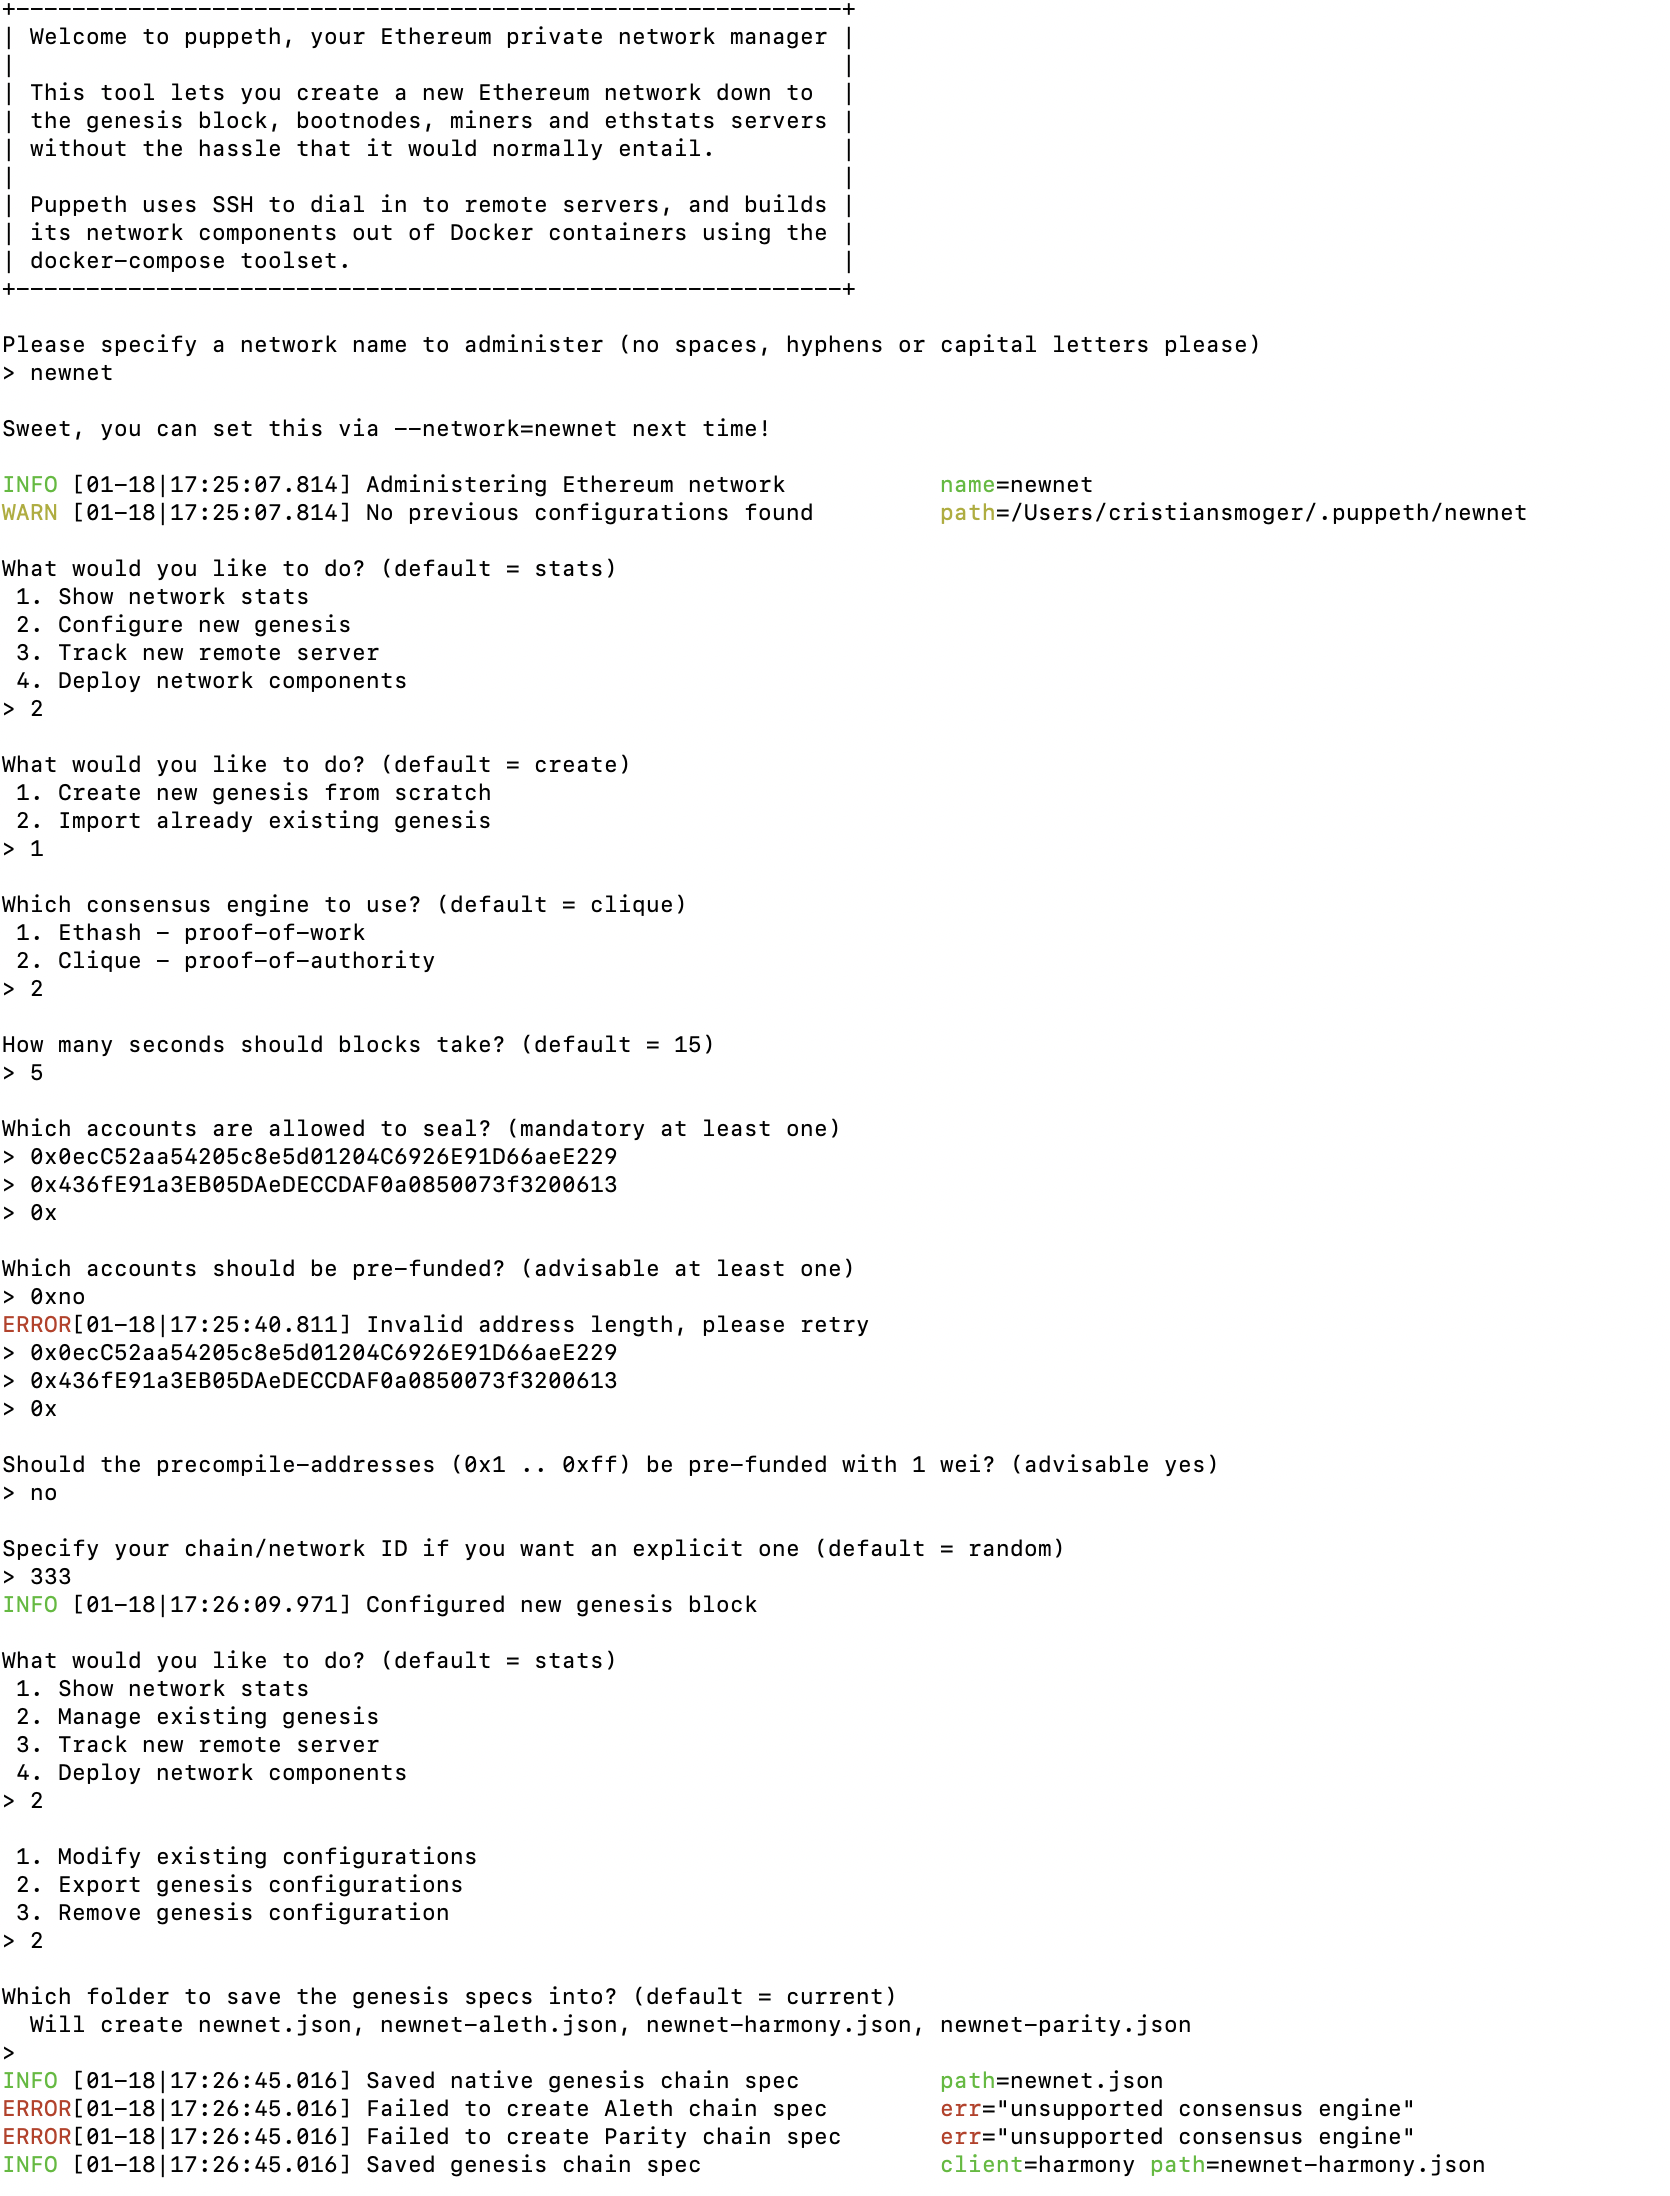 +-----------------------------------------------------------+
| Welcome to puppeth, your Ethereum private network manager |
|                                                           |
| This tool lets you create a new Ethereum network down to  |
| the genesis block, bootnodes, miners and ethstats servers |
| without the hassle that it would normally entail.         |
|                                                           |
| Puppeth uses SSH to dial in to remote servers, and builds |
| its network components out of Docker containers using the |
| docker-compose toolset.                                   |
+-----------------------------------------------------------+

Please specify a network name to administer (no spaces, hyphens or capital letters please)
> newnet

Sweet, you can set this via --network=newnet next time!

INFO [01-18|17:25:07.814] Administering Ethereum network           name=newnet
WARN [01-18|17:25:07.814] No previous configurations found         path=/Users/cristiansmoger/.puppeth/newnet

What would you like to do? (default = stats)
 1. Show network stats
 2. Configure new genesis
 3. Track new remote server
 4. Deploy network components
> 2

What would you like to do? (default = create)
 1. Create new genesis from scratch
 2. Import already existing genesis
> 1

Which consensus engine to use? (default = clique)
 1. Ethash - proof-of-work
 2. Clique - proof-of-authority
> 2

How many seconds should blocks take? (default = 15)
> 5

Which accounts are allowed to seal? (mandatory at least one)
> 0x0ecC52aa54205c8e5d01204C6926E91D66aeE229
> 0x436fE91a3EB05DAeDECCDAF0a0850073f3200613
> 0x

Which accounts should be pre-funded? (advisable at least one)
> 0xno
ERROR[01-18|17:25:40.811] Invalid address length, please retry
> 0x0ecC52aa54205c8e5d01204C6926E91D66aeE229
> 0x436fE91a3EB05DAeDECCDAF0a0850073f3200613
> 0x

Should the precompile-addresses (0x1 .. 0xff) be pre-funded with 1 wei? (advisable yes)
> no

Specify your chain/network ID if you want an explicit one (default = random)
> 333
INFO [01-18|17:26:09.971] Configured new genesis block

What would you like to do? (default = stats)
 1. Show network stats
 2. Manage existing genesis
 3. Track new remote server
 4. Deploy network components
> 2

 1. Modify existing configurations
 2. Export genesis configurations
 3. Remove genesis configuration
> 2

Which folder to save the genesis specs into? (default = current)
  Will create newnet.json, newnet-aleth.json, newnet-harmony.json, newnet-parity.json
>
INFO [01-18|17:26:45.016] Saved native genesis chain spec          path=newnet.json
ERROR[01-18|17:26:45.016] Failed to create Aleth chain spec        err="unsupported consensus engine"
ERROR[01-18|17:26:45.016] Failed to create Parity chain spec       err="unsupported consensus engine"
INFO [01-18|17:26:45.016] Saved genesis chain spec                 client=harmony path=newnet-harmony.json